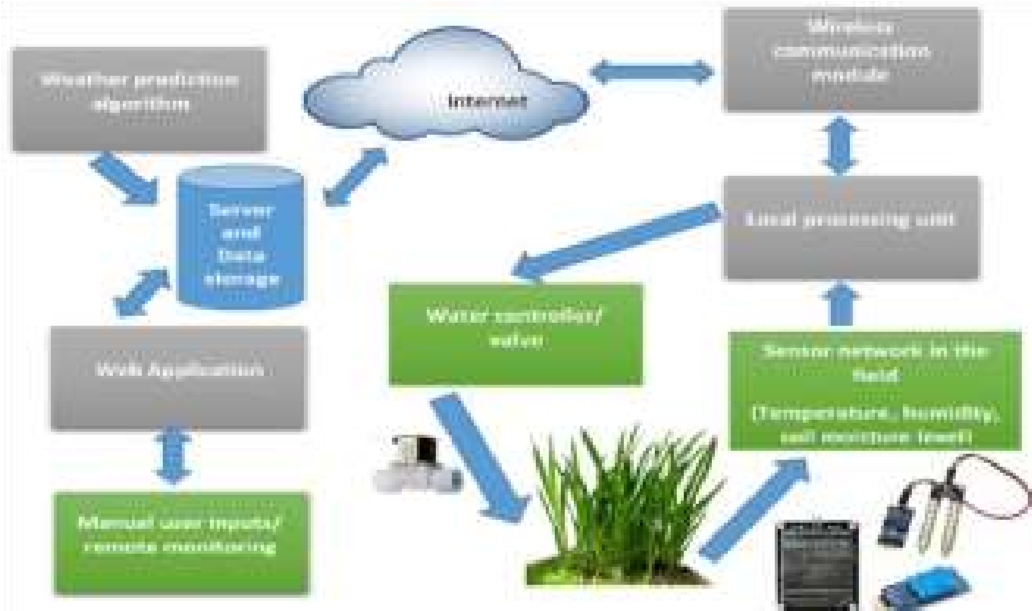 Weather prediction
algorithm
Internet
Wireless
communication
module
Server
and
Data
storage
Local processing unit
Water controller/
valve
Web Application
Sensor network in the
field
(Temperature, humidity,
soil moisture level)
Manual user inputs/
remote monitoring